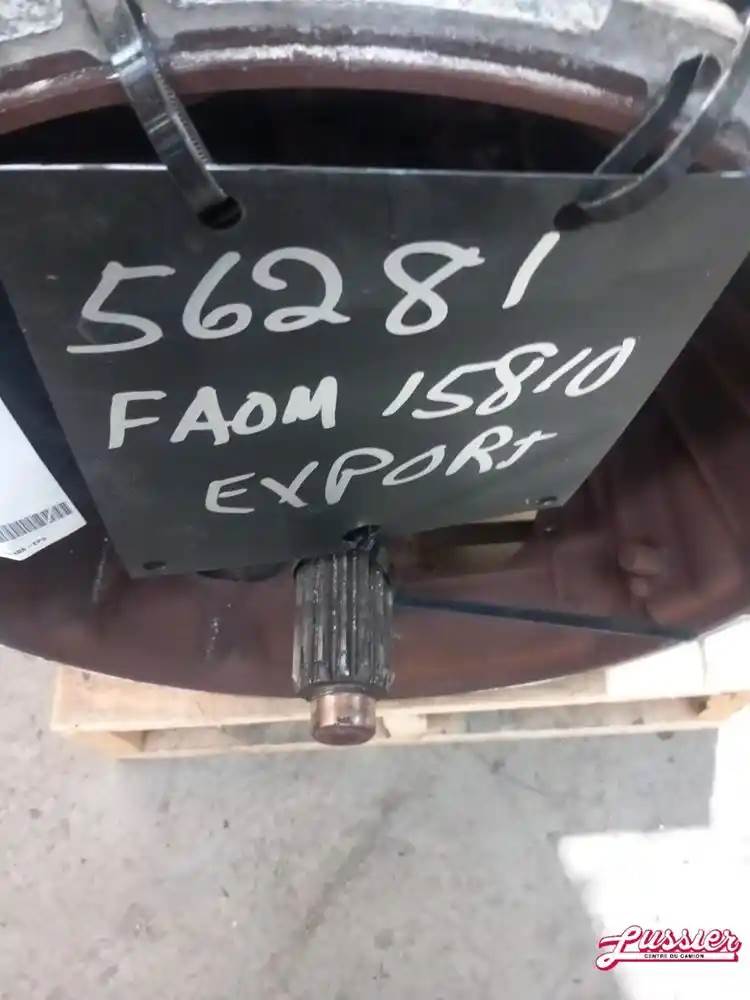 56281
FAOM 15810
EXPORT
Lussier
CENTRE DU CAMION